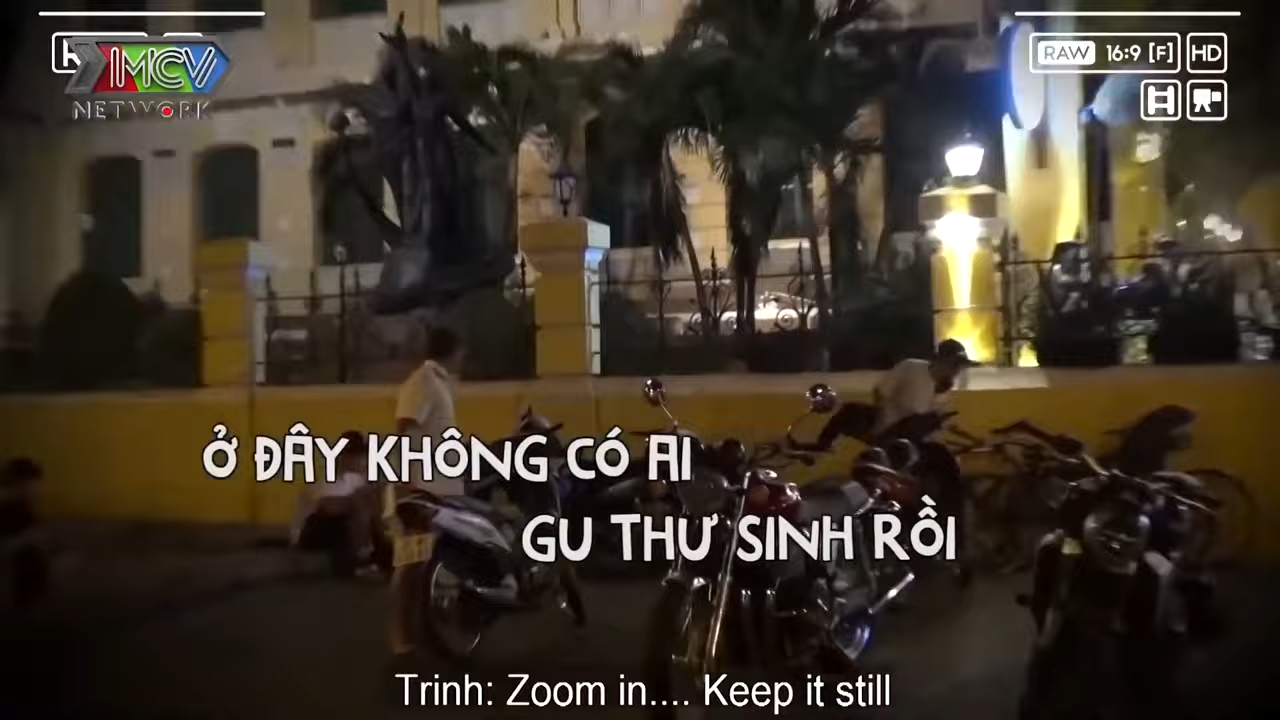 MCV
NETWORK
RAW 16:9 [F] HD
Ở ĐÂY KHÔNG CÓ AI
GU THƯ SINH RỒI
Trinh: Zoom in.... Keep it still